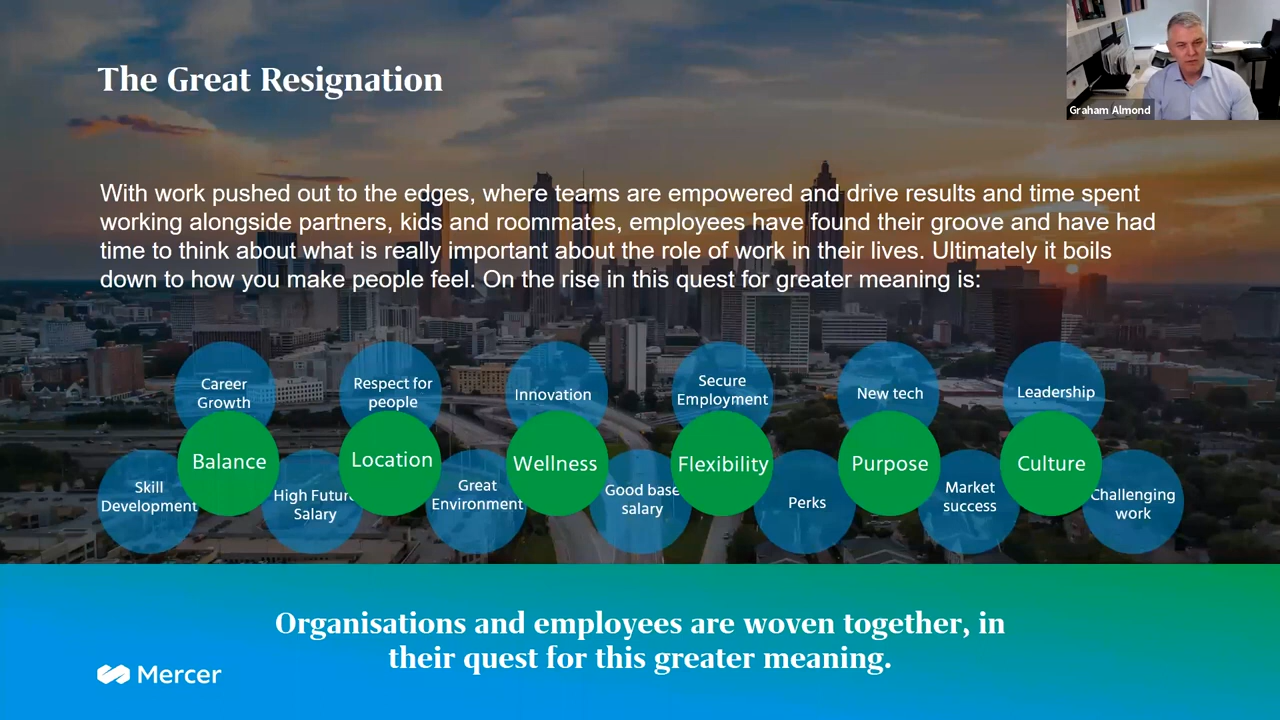 The Great Resignation
Graham Almond
With work pushed out to the edges, where teams are empowered and drive results and time spent
working alongside partners, kids and roommates, employees have found their groove and have had
time to think about what is really important about the role of work in their lives. Ultimately it boils
down to how you make people feel. On the rise in this quest for greater meaning is:
Career
Growth
Respect for
people
Innovation
Secure
Employment
New tech
Leadership
Balance
Location
Wellness
Flexibility
Purpose
Culture
Skill
Development
High Future
Salary
Great
Environment
Good base
salary
Perks
Market
success
Challenging
work
Organisations and employees are woven together, in
their quest for this greater meaning.
Mercer